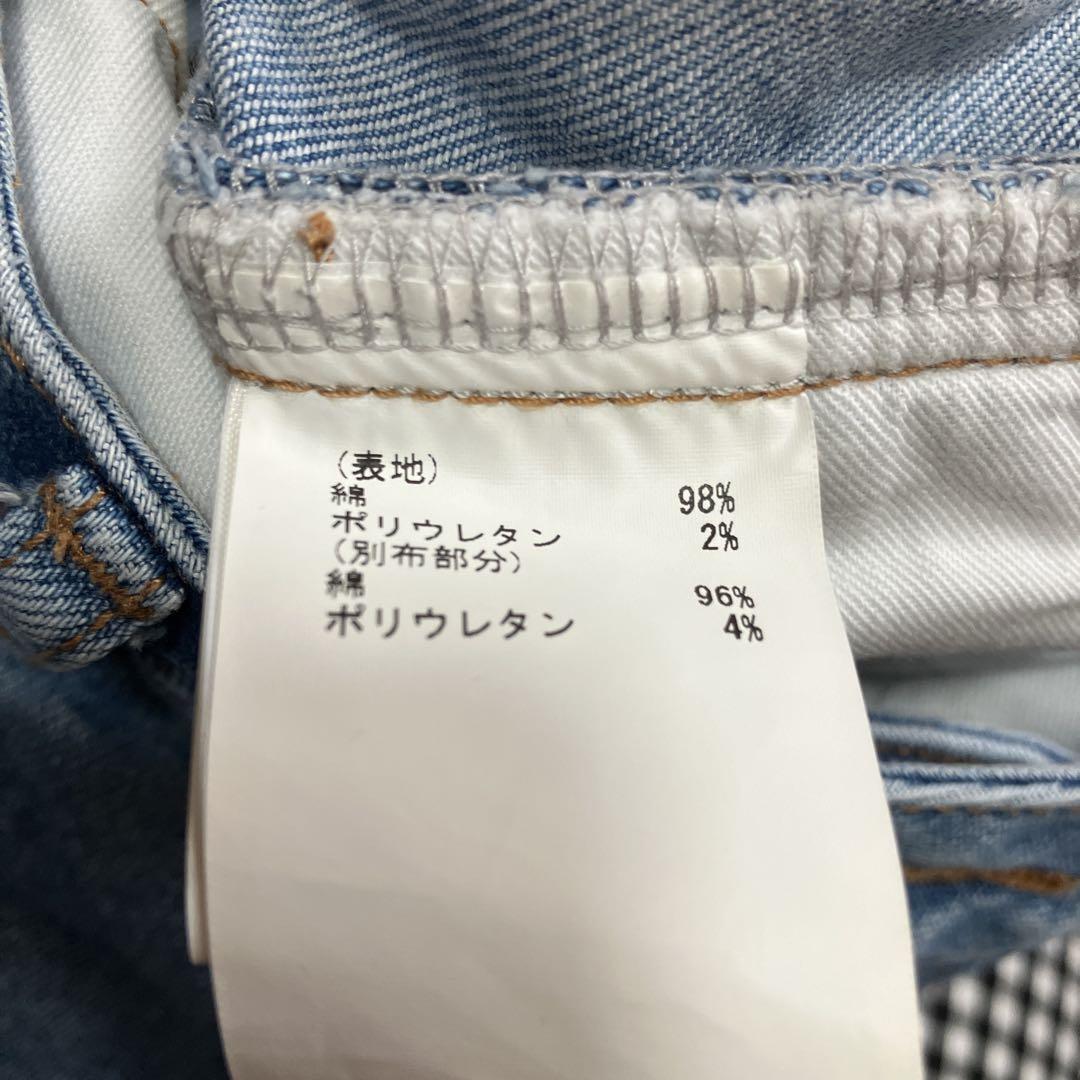 (表地)
綿 98%
ポリウレタン 2%
(別布部分)
綿 96%
ポリウレタン 4%